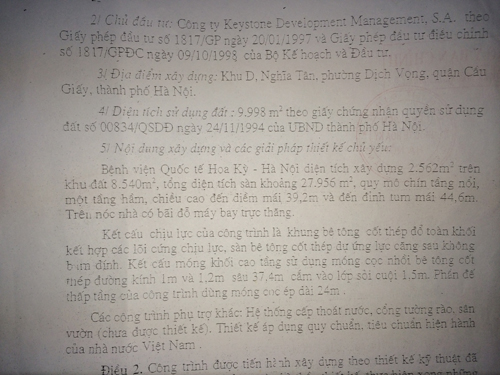 2/ Chủ đầu tư: Công ty Keystone Development Management, S.A. theo
Giấy phép đầu tư số 1817/GP ngày 20/01/1997 và Giấy phép đầu tư điều chỉnh
số 1817/GPĐC ngày 09/10/1998 của Bộ Kế hoạch và Đầu tư.
3/ Địa điểm xây dựng: Khu D, Nghĩa Tân, phường Dịch Vọng, quận Cầu
Giấy, thành phố Hà Nội.
4/ Diện tích sử dụng đất : 9.998 m² theo giấy chứng nhận quyền sử dụng
đất số 00834/QSDĐ ngày 24/11/1994 của UBND thành phố Hà Nội.
5/ Nội dung xây dựng và các giải pháp thiết kế chủ yếu:
Bệnh viện Quốc tế Hoa Kỳ - Hà Nội diện tích xây dựng 2.562m² trên
khu đất 8.540m², tổng diện tích sàn khoảng 27.956 m², quy mô chín tầng nổi,
một tầng hầm, chiều cao đến diềm mái 39,2m và đến đỉnh tum mái 44,6m.
Trên nóc nhà có bãi đỗ máy bay trực thăng.
Kết cấu chịu lực của công trình là khung bê tông cốt thép đổ toàn khối
kết hợp các lõi cứng chịu lực, sàn bê tông cốt thép dự ứng lực căng sau không
bám dính. Kết cấu móng khối cao tầng sử dụng móng cọc nhồi bê tông cốt
thép đường kính 1m và 1,2m sâu 37,4m cắm vào lớp sỏi cuội 1.5m. Phần đế
thấp tầng của công trình dùng móng cọc ép dài 24m .
Các công trình phụ trợ khác: Hệ thống cấp thoát nước, cổng tường rào, sân
vườn (chưa được thiết kế). Thiết kế áp dụng quy chuẩn, tiêu chuẩn hiện hành
của nhà nước Việt Nam .
Điều 2. Công trình được tiến hành xây dựng theo thiết kế kỹ thuật đã